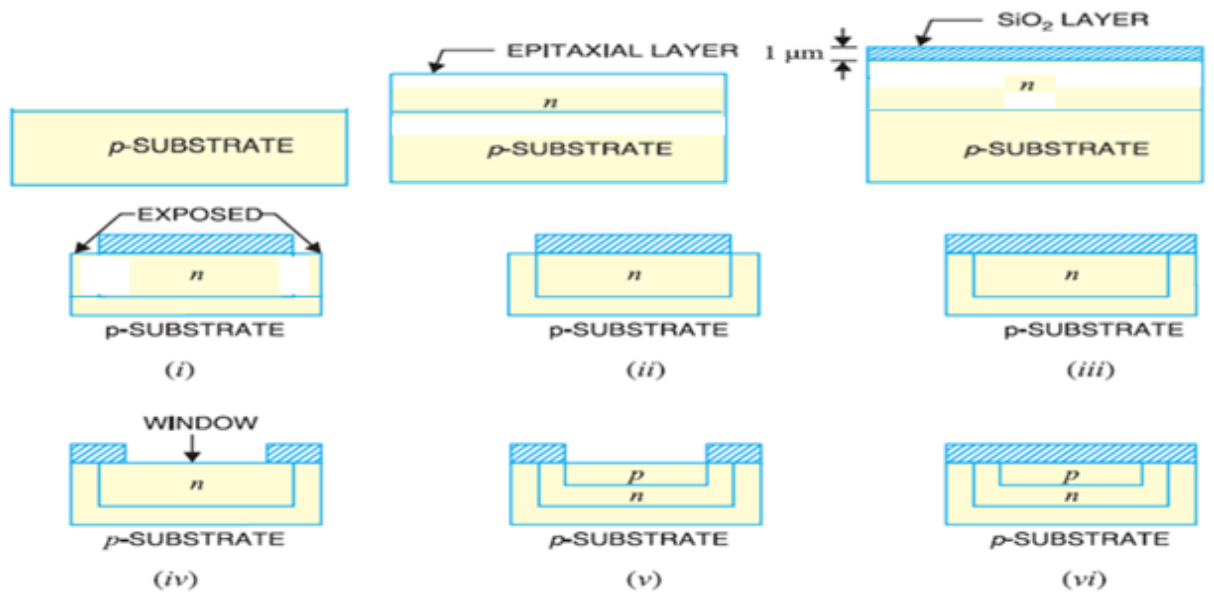 SiO₂ LAYER
EPITAXIAL LAYER
1 μm
n
n
p-SUBSTRATE
p-SUBSTRATE
p-SUBSTRATE
EXPOSED
n
n
n
p-SUBSTRATE
p-SUBSTRATE
p-SUBSTRATE
(i)
(ii)
(iii)
WINDOW
n
p
n
p
n
p-SUBSTRATE
p-SUBSTRATE
p-SUBSTRATE
(iv)
(v)
(vi)